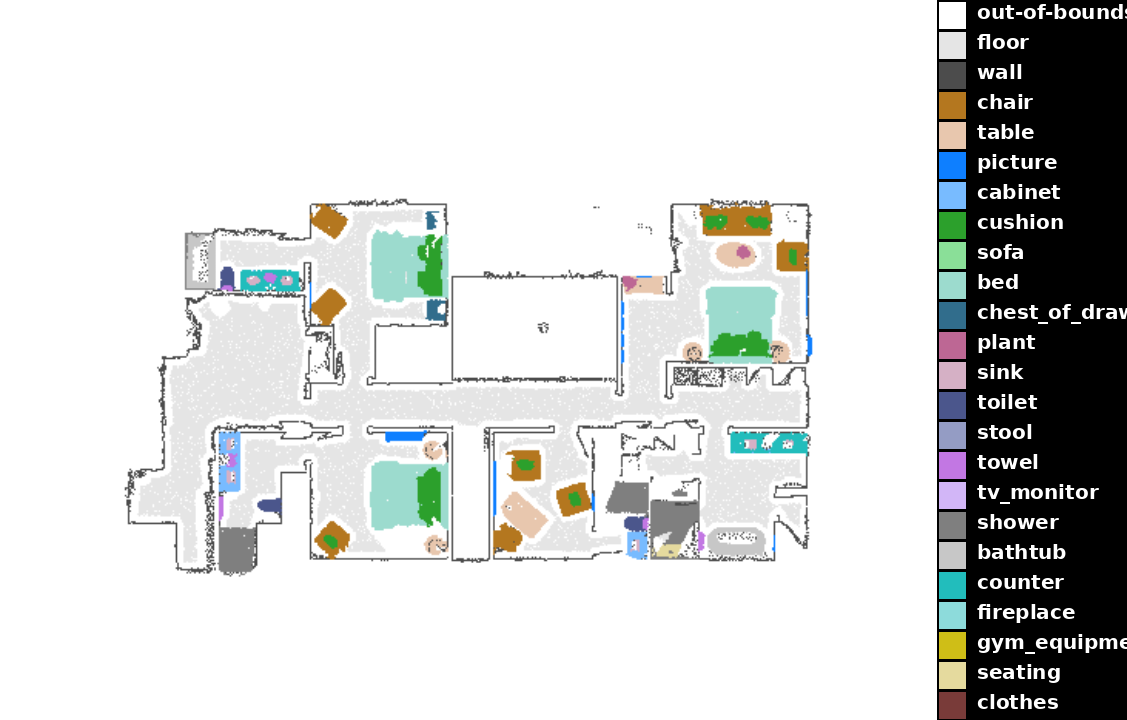 out-of-bounds
floor
wall
chair
table
picture
cabinet
cushion
sofa
bed
chest_of_draw
plant
sink
toilet
stool
towel
tv_monitor
shower
bathtub
counter
fireplace
gym_equipme
seating
clothes